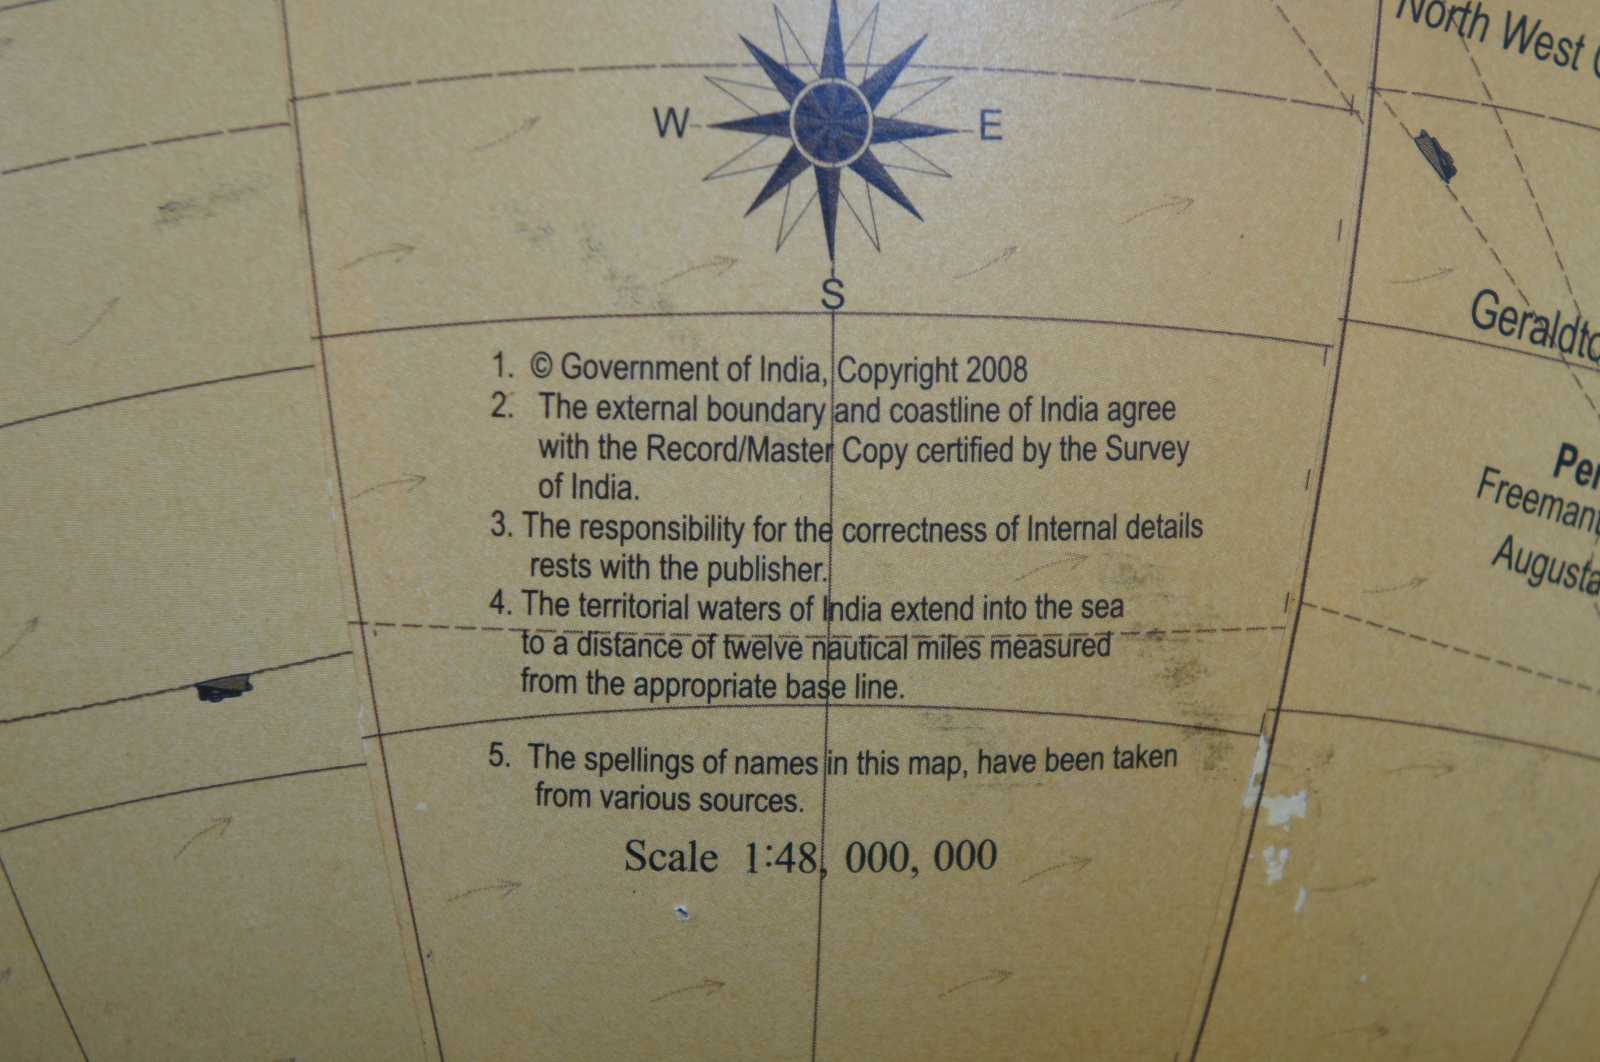 North West
W
E
S
Geraldto
1. © Government of India, Copyright 2008
2. The external boundary and coastline of India agree
with the Record/Master Copy certified by the Survey
of India.
3. The responsibility for the correctness of Internal details
rests with the publisher.
4. The territorial waters of India extend into the sea
to a distance of twelve nautical miles measured
from the appropriate base line.
5. The spellings of names in this map, have been taken
from various sources.
Scale 1:48, 000, 000
Per
Freemant
Augusta